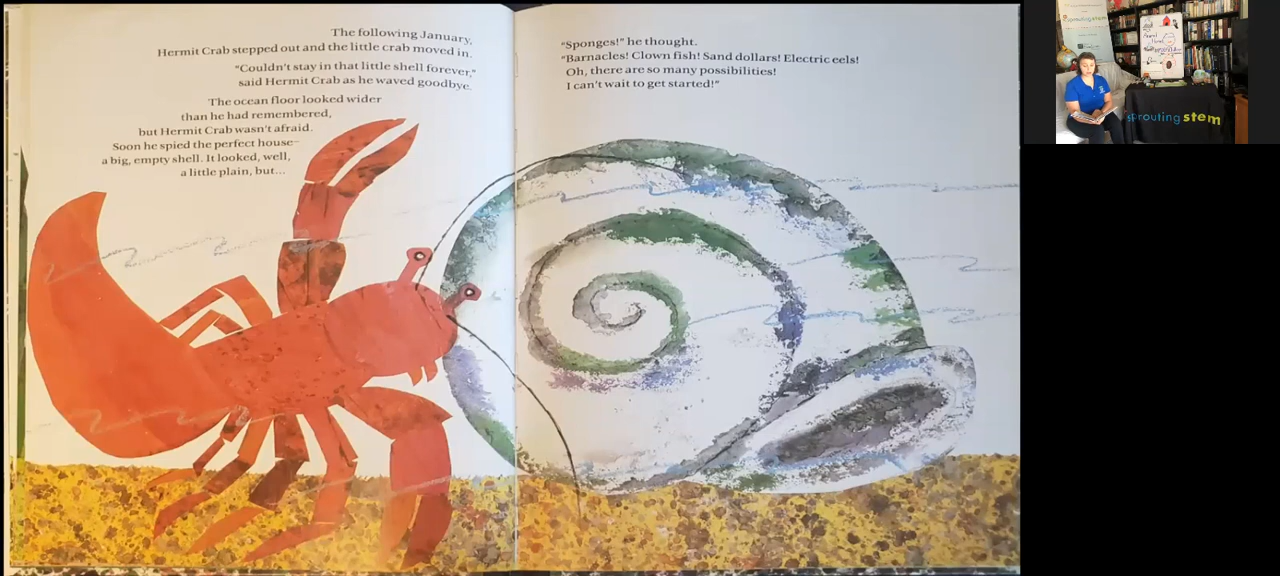 The following January,
Hermit Crab stepped out and the little crab moved in.
"Couldn't stay in that little shell forever,"
said Hermit Crab as he waved goodbye.
The ocean floor looked wider
than he had remembered,
but Hermit Crab wasn't afraid.
Soon he spied the perfect house–
a big, empty shell. It looked, well,
a little plain, but...
"Sponges!" he thought.
"Barnacles! Clown fish! Sand dollars! Electric eels!
Oh, there are so many possibilities!
I can't wait to get started!"
sprouting stem
sprouting stem